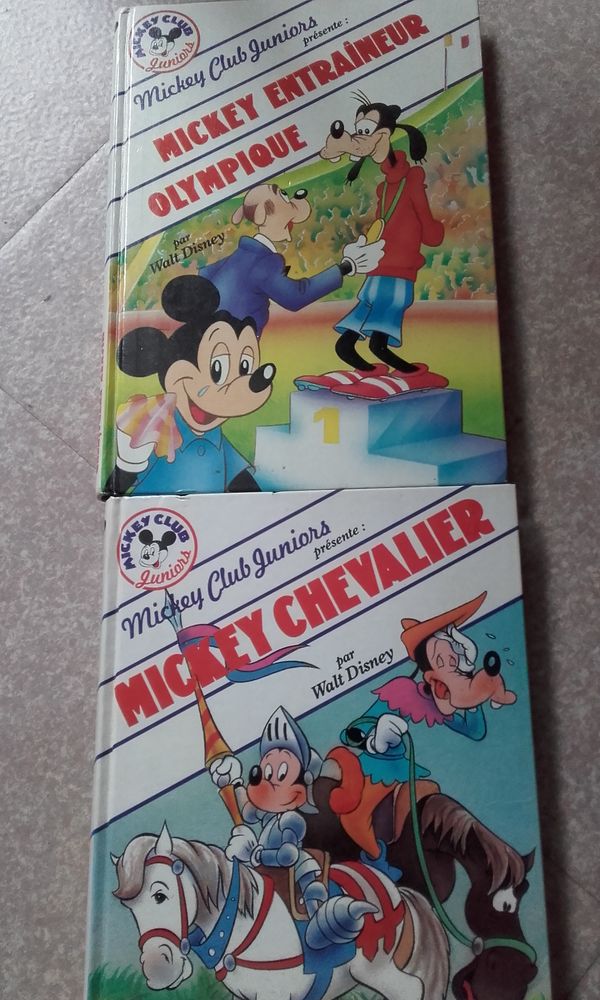 MICKEY CLUB
Juniors
Mickey Club Juniors
présente :
MICKEY ENTRAÎNEUR
OLYMPIQUE
par
Walt Disney
1
MICKEY CLUB
Juniors
Mickey Club Juniors
présente :
MICKEY CHEVALIER
par
Walt Disney